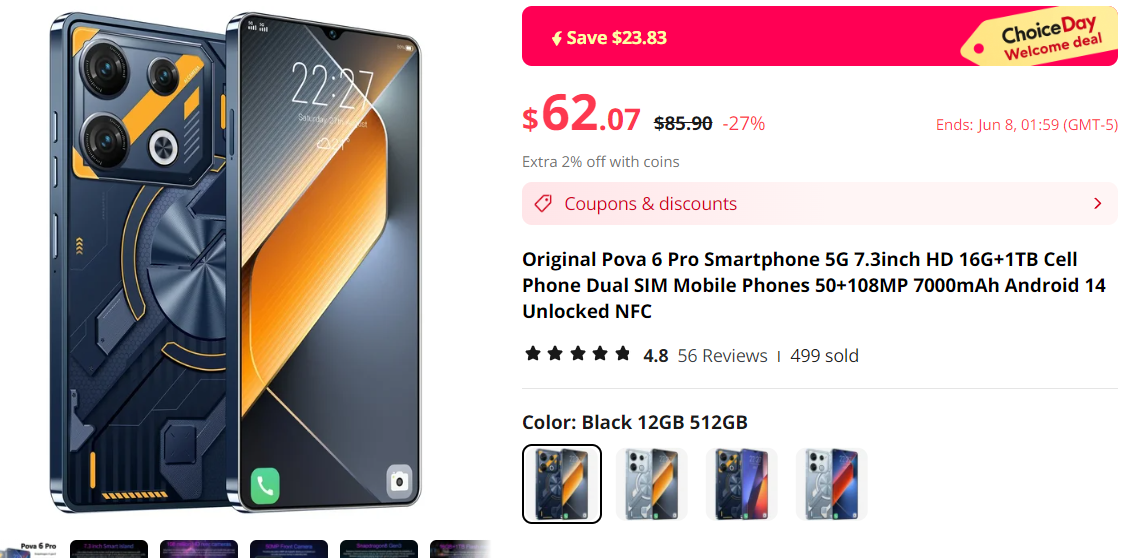 Save $23.83
ChoiceDay
Welcome deal
$62.07 $85.90 -27%
Ends: Jun 8, 01:59 (GMT-5)
Extra 2% off with coins
Coupons & discounts
Original Pova 6 Pro Smartphone 5G 7.3inch HD 16G+1TB Cell
Phone Dual SIM Mobile Phones 50+108MP 7000mAh Android 14
Unlocked NFC
4.8 56 Reviews | 499 sold
Color: Black 12GB 512GB
22:27
Pova 6 Pro